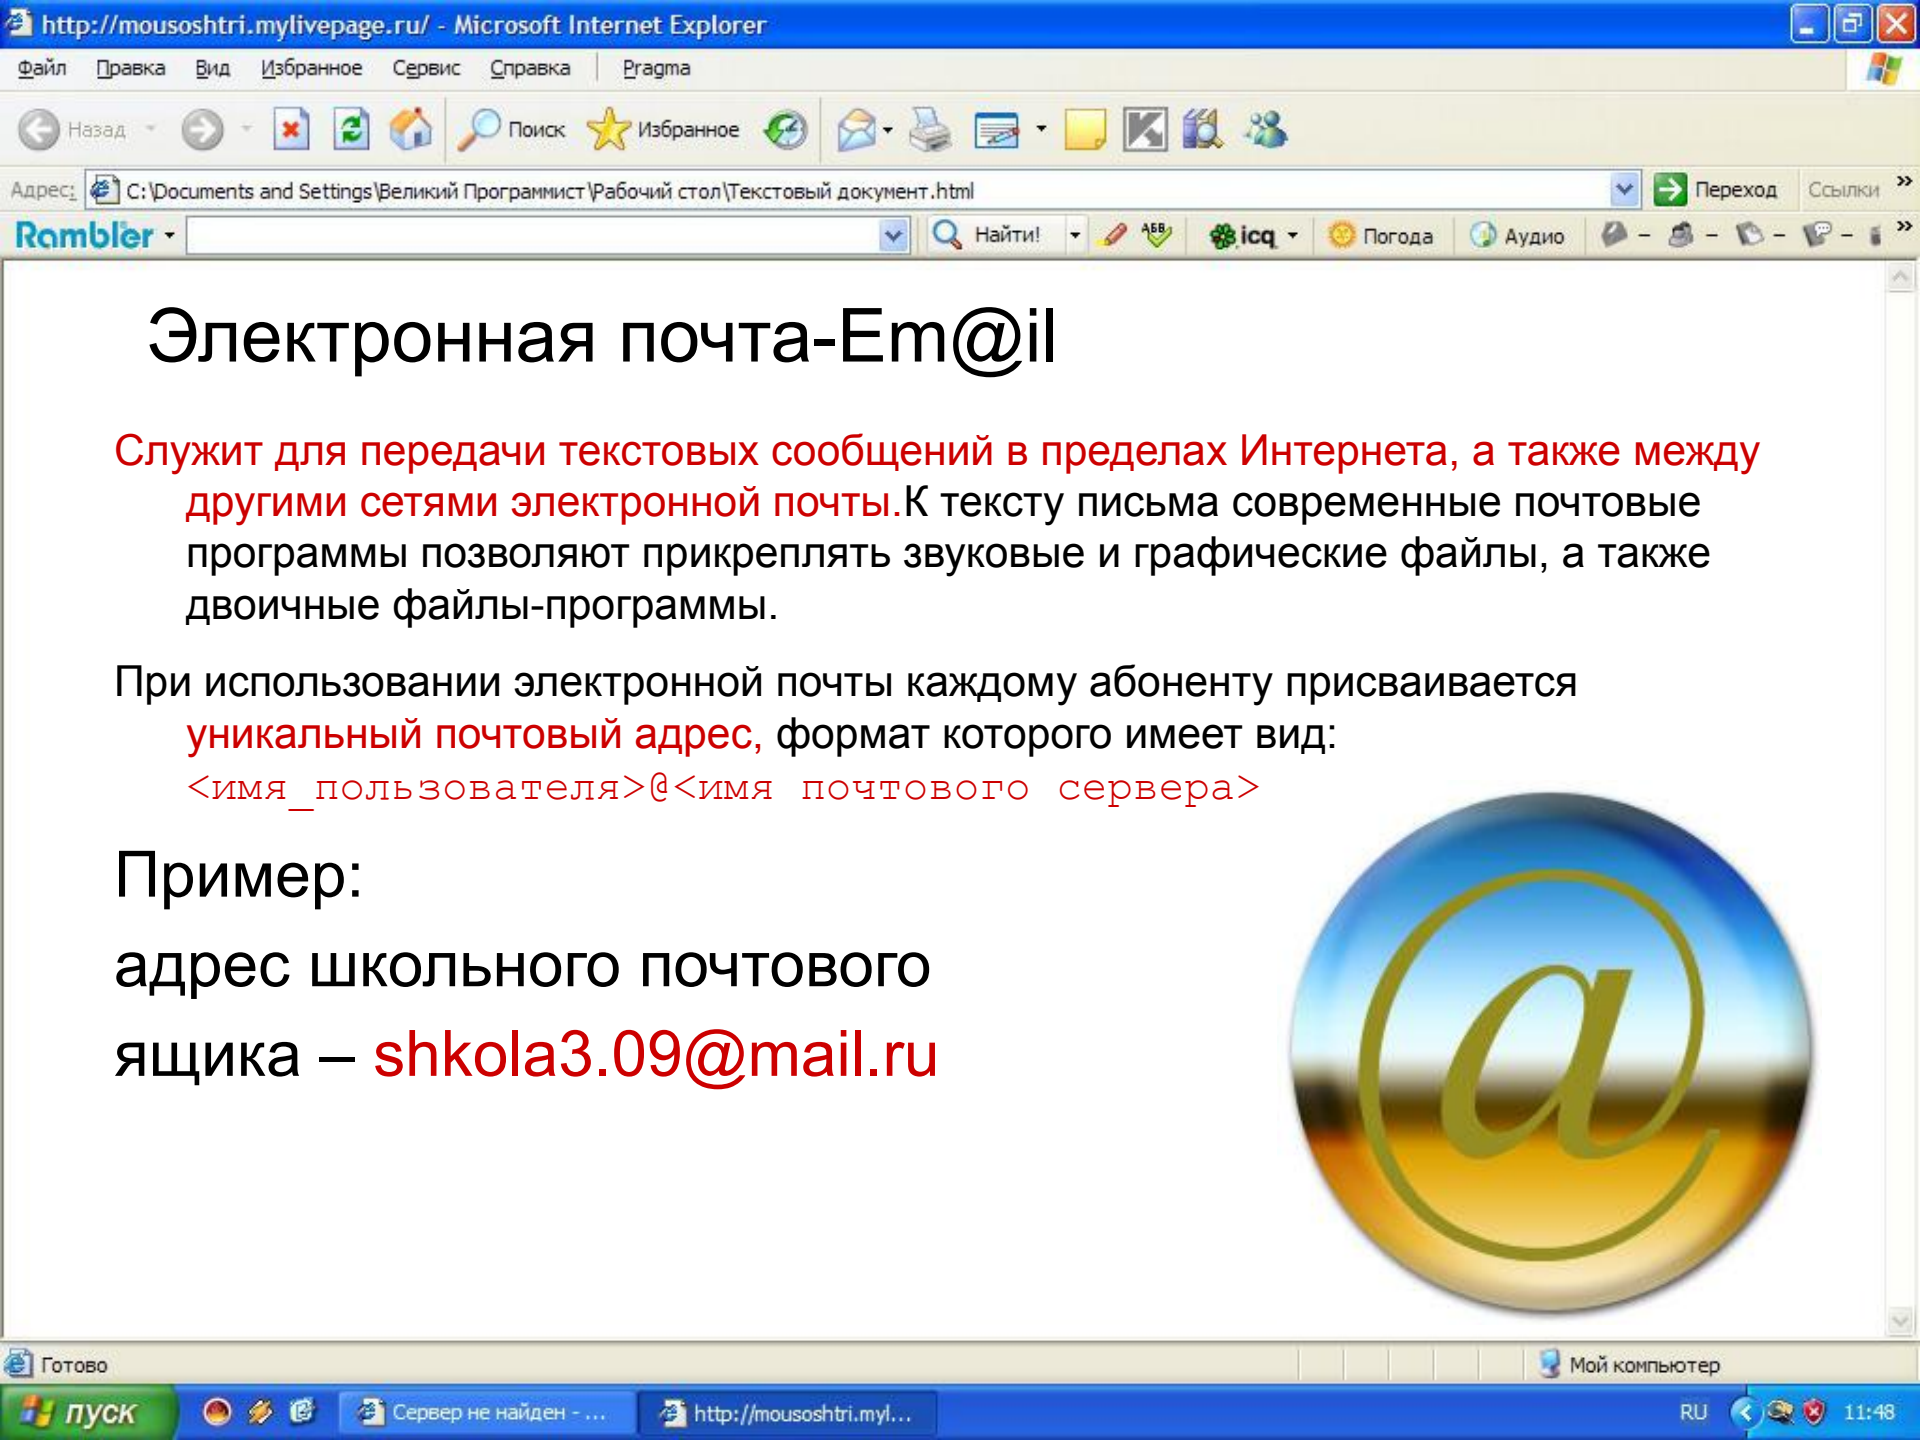 http://mousoshtri.mylivepage.ru/ - Microsoft Internet Explorer
Файл Правка Вид Избранное Сервис Справка Pragma
Назад Поиск Избранное
Адрес: C:\Documents and Settings\Великий Программист\Рабочий стол\Текстовый документ.html Переход Ссылки »
Rambler Найти! АБВ icq Погода Аудио »
Электронная почта-Em@il
Служит для передачи текстовых сообщений в пределах Интернета, а также между
другими сетями электронной почты.К тексту письма современные почтовые
программы позволяют прикреплять звуковые и графические файлы, а также
двоичные файлы-программы.
При использовании электронной почты каждому абоненту присваивается
уникальный почтовый адрес, формат которого имеет вид:
<имя_пользователя>@<имя почтового сервера>
Пример:
адрес школьного почтового
ящика – shkola3.09@mail.ru
@
Готово Мой компьютер
пуск Сервер не найден - ... http://mousoshtri.myl... RU 11:48